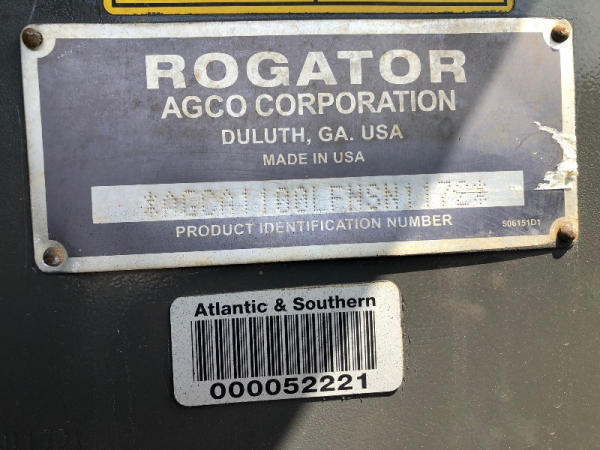 ROGATOR
AGCO CORPORATION
DULUTH, GA. USA
MADE IN USA
PRODUCT IDENTIFICATION NUMBER
506151D1
Atlantic & Southern
000052221